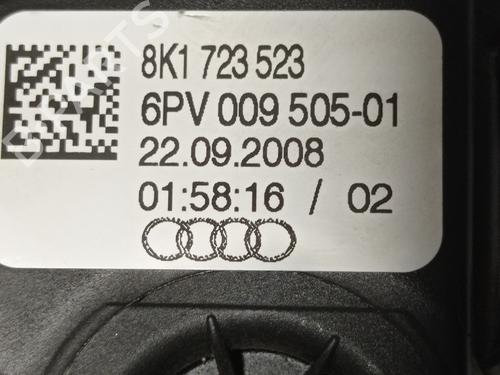 8K1 723 523
6PV 009 505-01
22.09.2008
01:58:16 / 02